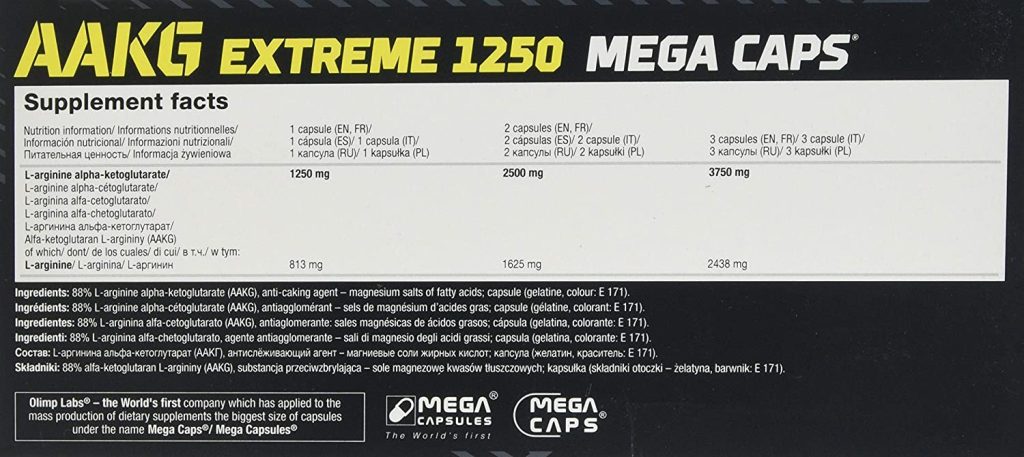 AAKG EXTREME 1250 MEGA CAPS®
Supplement facts
Nutrition information/ Informations nutritionnelles/
Información nutricional/ Informazioni nutrizionali/
Питательная ценность/ Informacja żywieniowa
1 capsule (EN, FR)/
1 cápsula (ES)/ 1 capsula (IT)/
1 капсула (RU)/ 1 kapsułka (PL)
2 capsules (EN, FR)/
2 cápsulas (ES)/ 2 capsule (IT)/
2 капсулы (RU)/ 2 kapsułki (PL)
3 capsules (EN, FR)/ 3 capsule (IT)/
3 капсулы (RU)/ 3 kapsułki (PL)
L-arginine alpha-ketoglutarate/ 1250 mg 2500 mg 3750 mg
L-arginine alpha-cétoglutarate/
L-arginina alfa-cetoglutarato/
L-arginina alfa-chetoglutarato/
L-аргинина альфа-кетоглутарат/
Alfa-ketoglutaran L-argininy (AAKG)
of which/ dont/ de los cuales/ di cui/ в т.ч./ w tym:
L-arginine/ L-arginina/ L-аргинин 813 mg 1625 mg 2438 mg
Ingredients: 88% L-arginine alpha-ketoglutarate (AAKG), anti-caking agent – magnesium salts of fatty acids; capsule (gelatine, colour: E 171).
Ingrédients: 88% L-arginine alpha-cétoglutarate (AAKG), antiagglomérant – sels de magnésium d'acides gras; capsule (gélatine, colorant: E 171).
Ingredientes: 88% L-arginina alfa-cetoglutarato (AAKG), antiaglomerante: sales magnésicas de ácidos grasos; cápsula (gelatina, colorante: E 171).
Ingredienti: 88% L-arginina alfa-chetoglutarato, agente antiagglomerante – sali di magnesio degli acidi grassi; capsula (gelatina, colorante: E 171).
Состав: L-аргинина альфа-кетоглутарат (ААКГ), антислёживающий агент – магниевые соли жирных кислот; капсула (желатин, краситель: E 171).
Składniki: 88% alfa-ketoglutaran L-argininy (AAKG), substancja przeciwzbrylająca – sole magnezowe kwasów tłuszczowych; kapsułka (składniki otoczki – żelatyna, barwnik: E 171).
Olimp Labs® – the World's first company which has applied to the
mass production of dietary supplements the biggest size of capsules
under the name Mega Caps®/ Mega Capsules®
MEGA®
CAPSULES
The World's first
MEGA
CAPS®